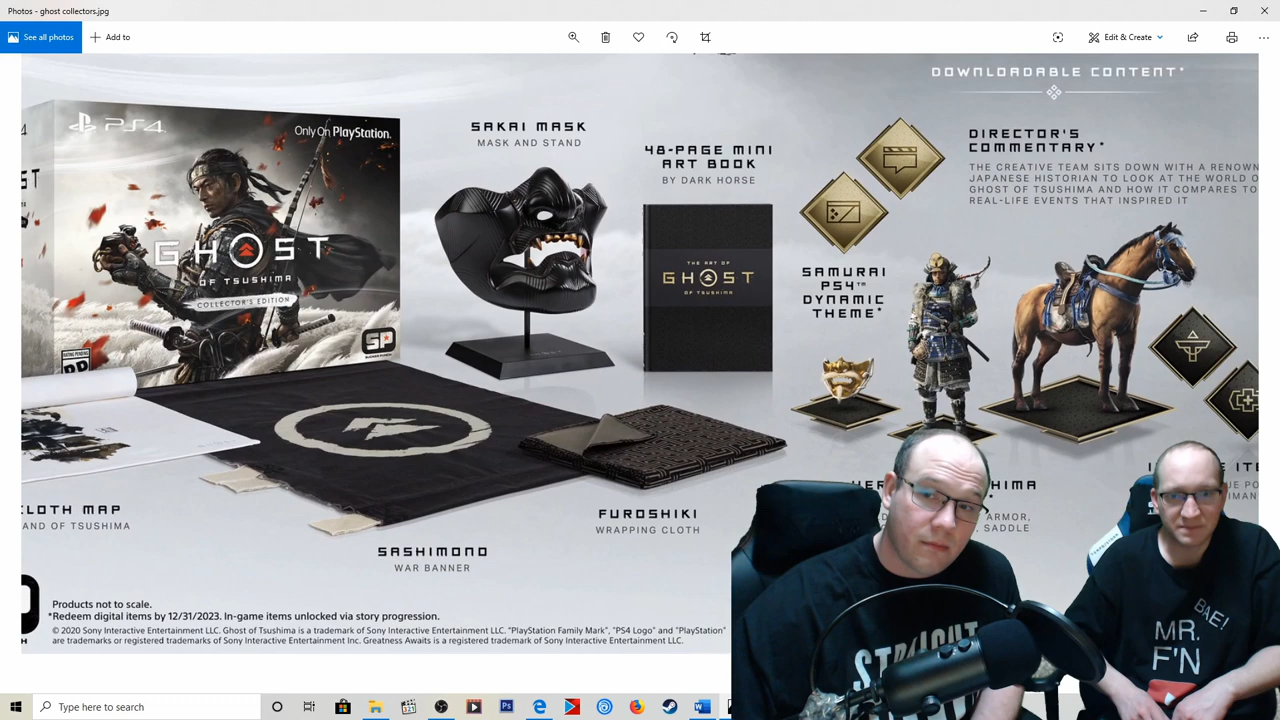 Photos - ghost collectors.jpg
See all photos
Add to
Edit & Create
DOWNLOADABLE CONTENT*
PS4
Only On PlayStation.
GHOST
OF TSUSHIMA
COLLECTOR'S EDITION
RATING PENDING
RP
SP
SAKAI MASK
MASK AND STAND
48-PAGE MINI
ART BOOK
BY DARK HORSE
THE ART OF
GHOST
OF TSUSHIMA
DIRECTOR'S
COMMENTARY*
THE CREATIVE TEAM SITS DOWN WITH A RENOWN
JAPANESE HISTORIAN TO LOOK AT THE WORLD O
GHOST OF TSUSHIMA AND HOW IT COMPARES TO
REAL-LIFE EVENTS THAT INSPIRED IT
SAMURAI
PS4™
DYNAMIC
THEME*
CLOTH MAP
AND OF TSUSHIMA
SASHIMONO
WAR BANNER
FUROSHIKI
WRAPPING CLOTH
HIMA
ARMOR,
SADDLE
Products not to scale.
*Redeem digital items by 12/31/2023. In-game items unlocked via story progression.
© 2020 Sony Interactive Entertainment LLC. Ghost of Tsushima is a trademark of Sony Interactive Entertainment LLC. "PlayStation Family Mark", "PS4 Logo" and "PlayStation"
are trademarks or registered trademarks of Sony Interactive Entertainment Inc. Greatness Awaits is a registered trademark of Sony Interactive Entertainment LLC.
BAE!
MR.
F'N
Type here to search